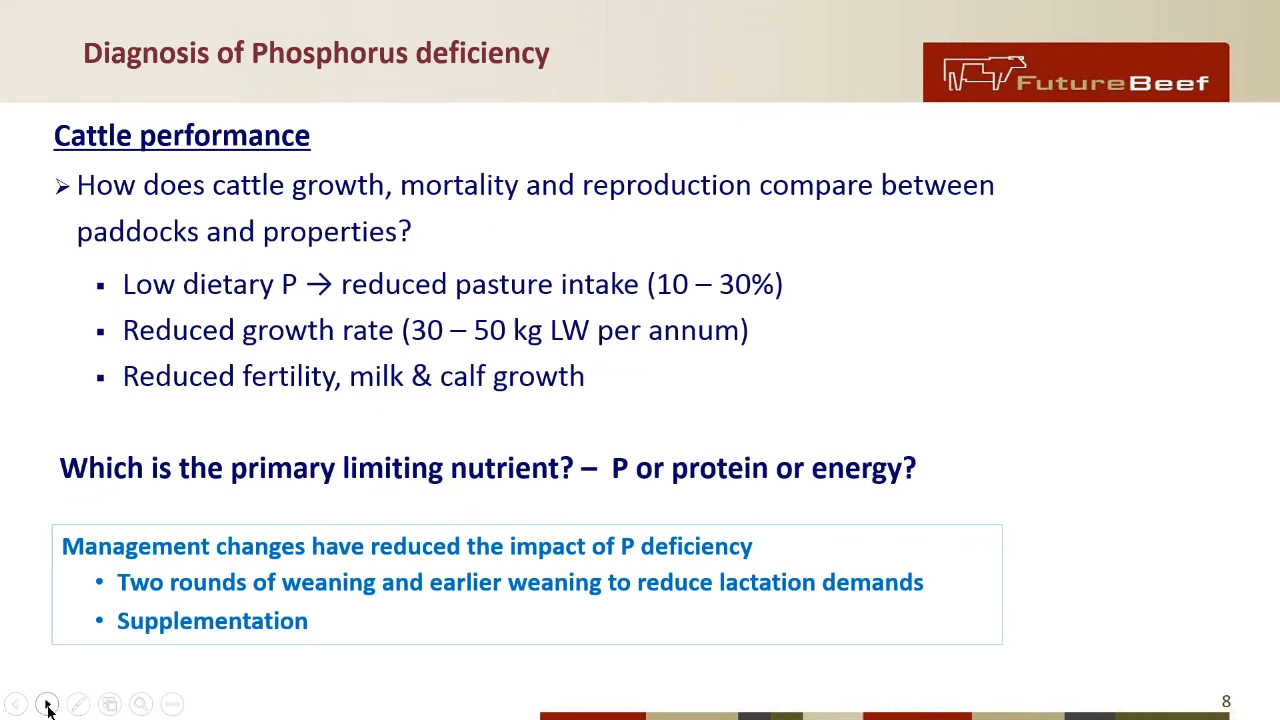 Diagnosis of Phosphorus deficiency
FutureBeef
Cattle performance
➢ How does cattle growth, mortality and reproduction compare between
paddocks and properties?
▪ Low dietary P → reduced pasture intake (10 – 30%)
▪ Reduced growth rate (30 – 50 kg LW per annum)
▪ Reduced fertility, milk & calf growth
Which is the primary limiting nutrient? – P or protein or energy?
Management changes have reduced the impact of P deficiency
• Two rounds of weaning and earlier weaning to reduce lactation demands
• Supplementation
8